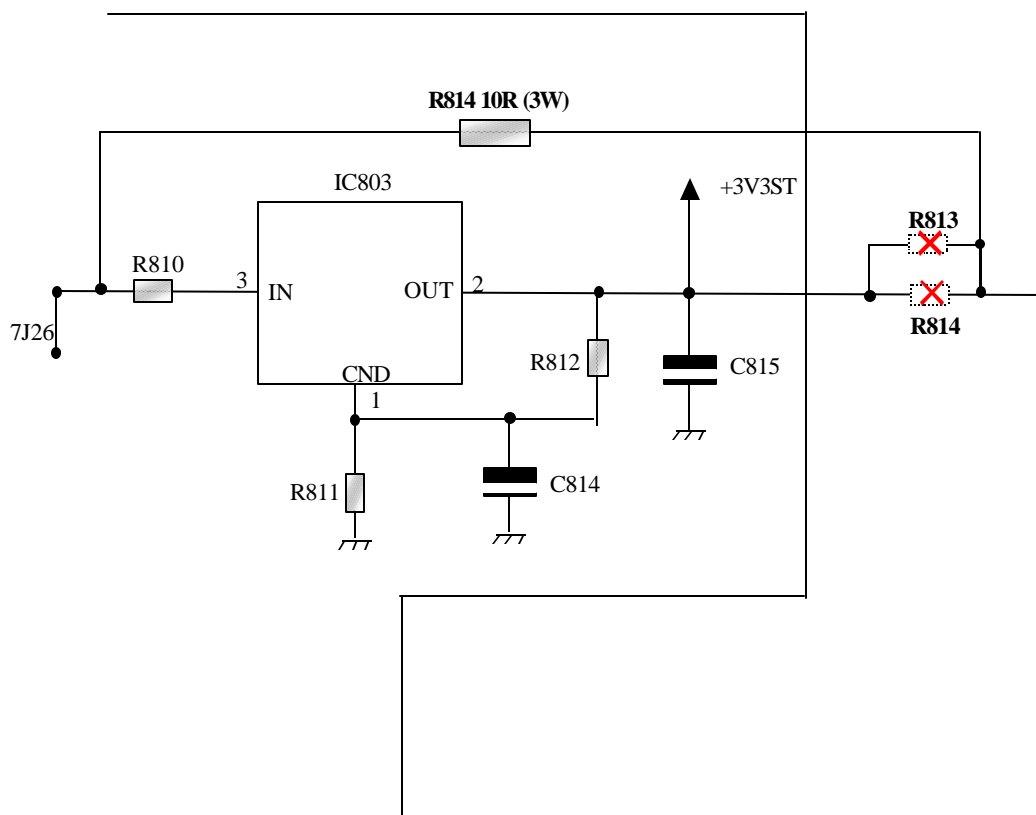 R814 10R (3W)
IC803
+3V3ST
R813
R810
3
IN
OUT
2
7J26
R814
R812
C815
CND
1
R811
C814